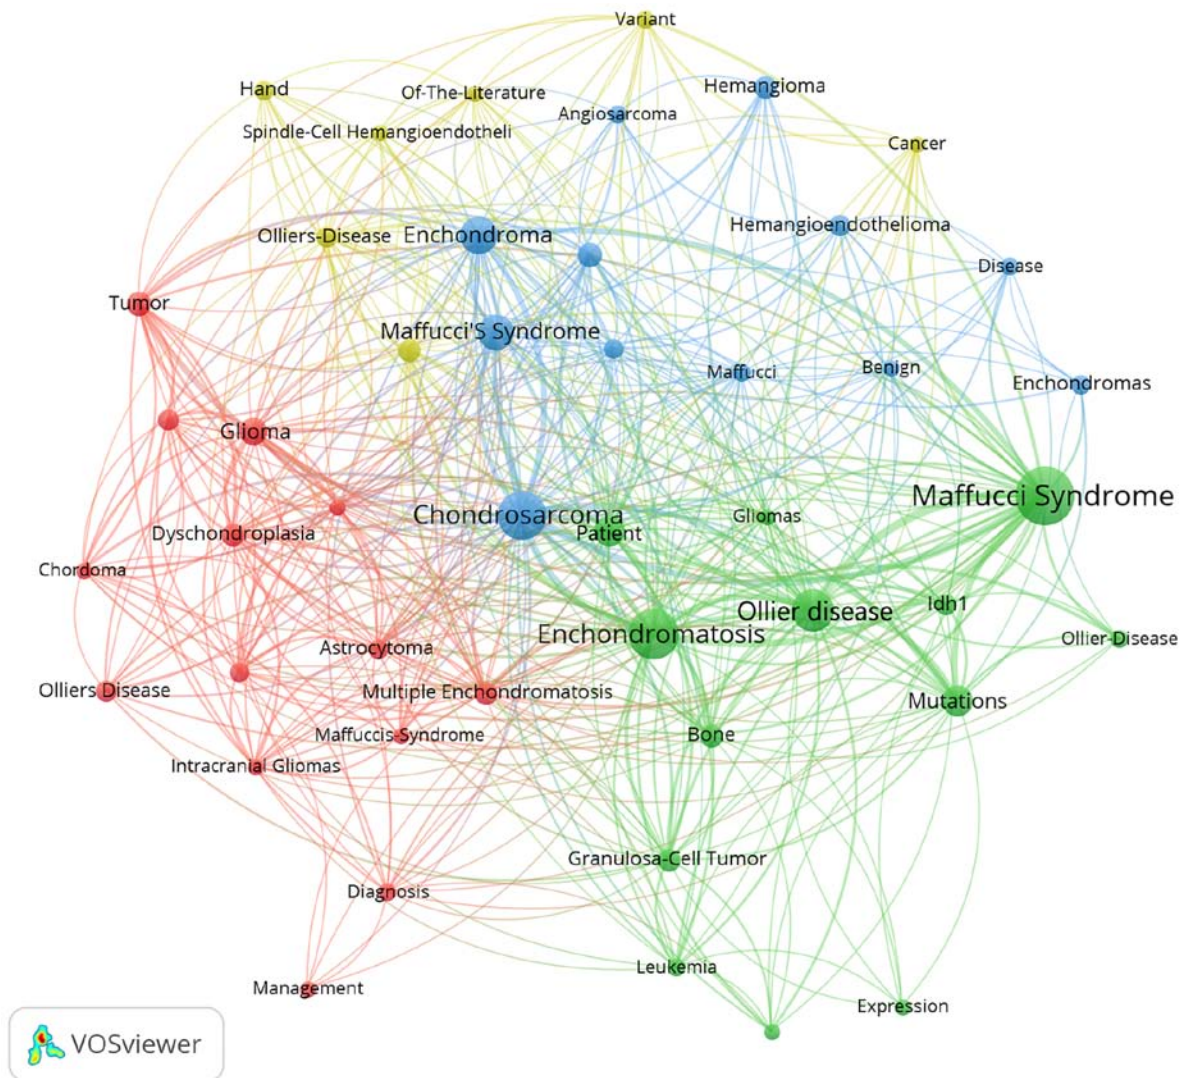 Variant
Hand
Of-The-Literature
Hemangioma
Angiosarcoma
Spindle-Cell Hemangioendotheli
Cancer
Hemangioendothelioma
Olliers-Disease
Enchondroma
Disease
Tumor
Maffucci'S Syndrome
Maffucci
Benign
Enchondromas
Glioma
Maffucci Syndrome
Chondrosarcoma
Gliomas
Dyschondroplasia
Patient
Chordoma
Idh1
Ollier disease
Enchondromatosis
Ollier-Disease
Astrocytoma
Olliers Disease
Multiple Enchondromatosis
Mutations
Maffuccis-Syndrome
Bone
Intracranial Gliomas
Granulosa-Cell Tumor
Diagnosis
Leukemia
Management
Expression
VOSviewer